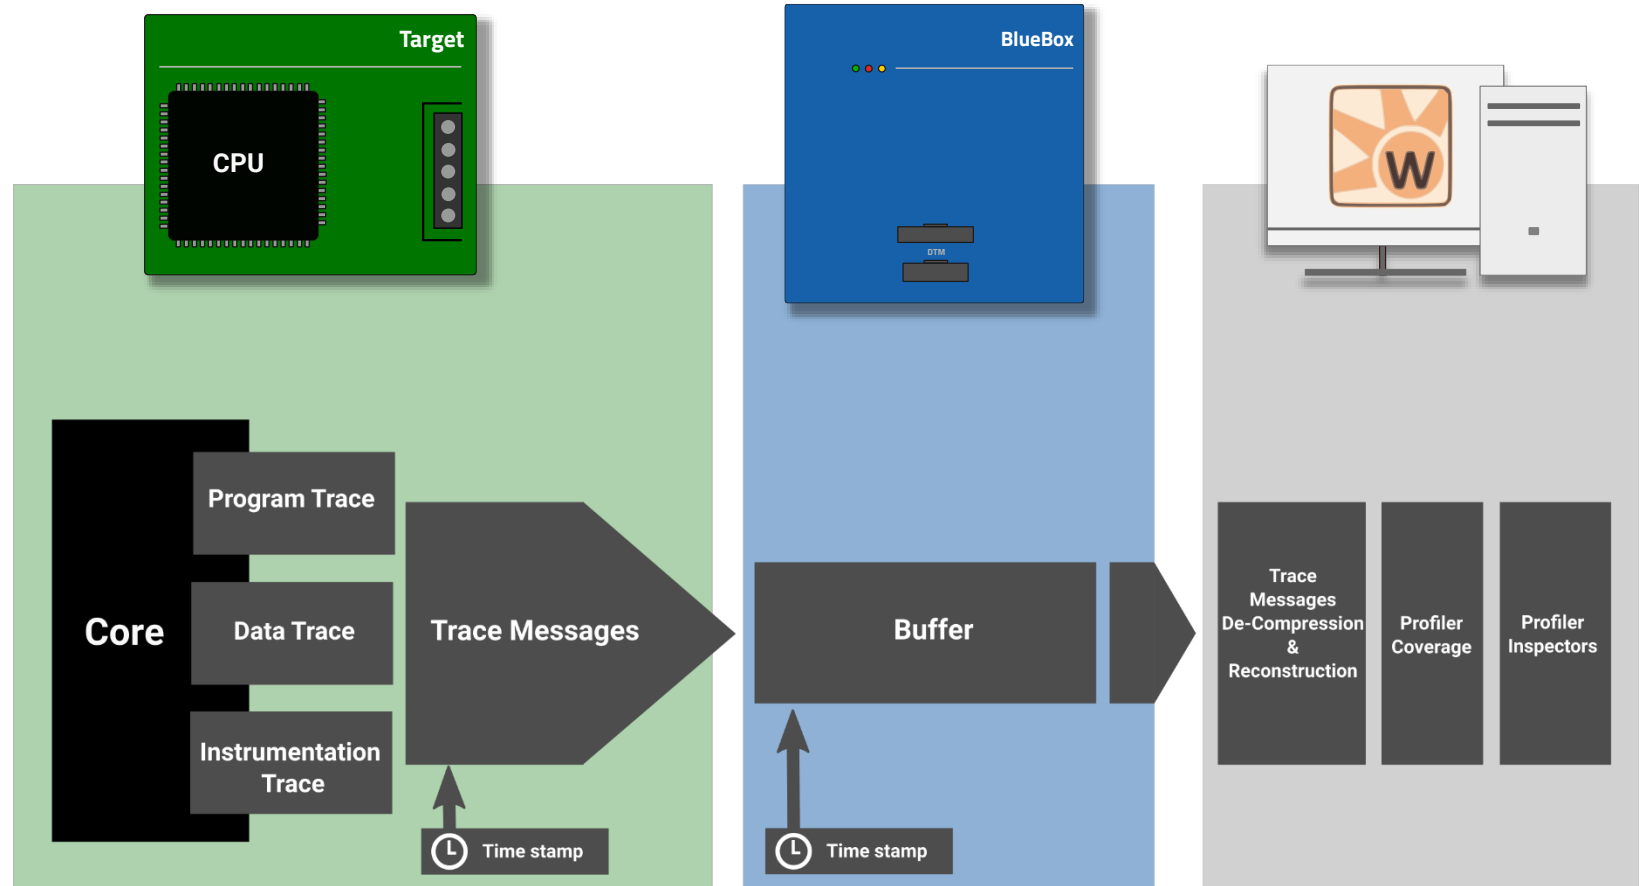 Target
CPU
BlueBox
DTM
W
Core
Program Trace
Data Trace
Instrumentation
Trace
Trace Messages
Time stamp
Buffer
Time stamp
Trace
Messages
De-Compression
&
Reconstruction
Profiler
Coverage
Profiler
Inspectors